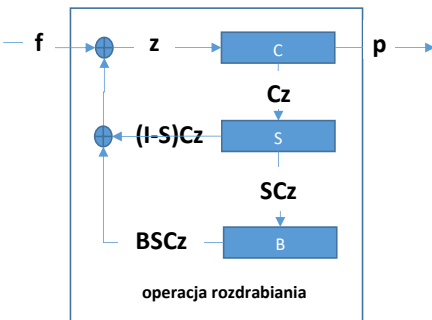 f z C p
Cz
(I-S)Cz S
SCz
BSCz B
operacja rozdrabiania